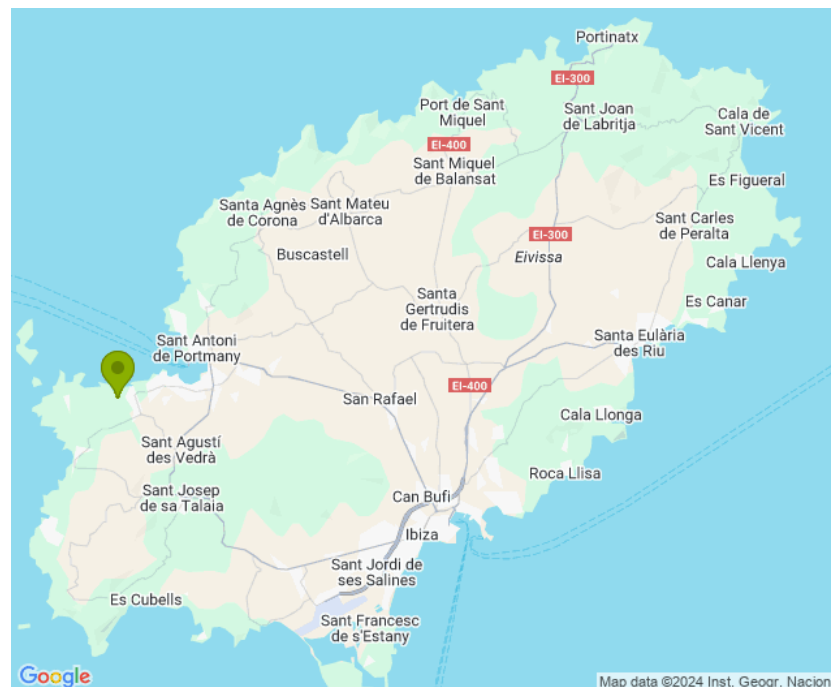 Portinatx
EI-300
Port de Sant
Miquel
Sant Joan
de Labritja
Cala de
Sant Vicent
EI-400
Sant Miquel
de Balansat
Es Figueral
Santa Agnès
de Corona
Sant Mateu
d'Albarca
Sant Carles
de Peralta
EI-300
Buscastell
Eivissa
Cala Llenya
Santa
Gertrudis
de Fruitera
Es Canar
Sant Antoni
de Portmany
Santa Eulària
des Riu
EI-400
San Rafael
Cala Llonga
Sant Agustí
des Vedrà
Roca Llisa
Sant Josep
de sa Talaia
Can Bufi
Ibiza
Sant Jordi de
ses Salines
Es Cubells
Sant Francesc
de s'Estany
Google
Map data ©2024 Inst. Geogr. Nacion